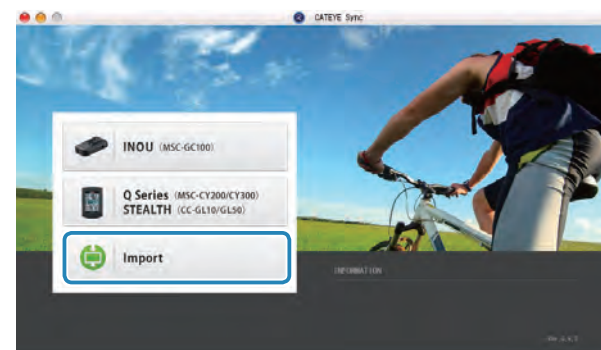 CATEYE Sync
INOU (MSC-GC100)
Q Series (MSC-CY200/CY300)
STEALTH (CC-GL10/GL50)
Import
INFORMATION